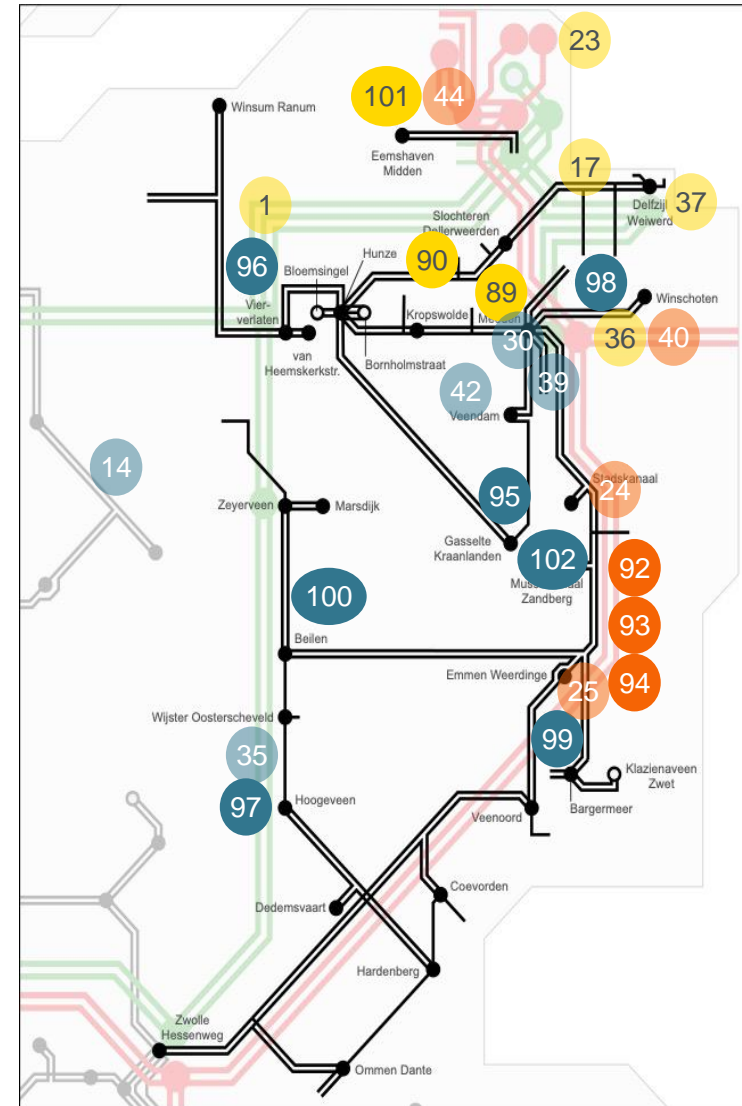 23
101
44
Winsum Ranum
Eemshaven
Midden
17
1
Delfzijl
Weiwerd
37
Slochteren
Dallerweerden
96
Hunze
90
Bloemsingel
98
89
Vier-
verlaten
Kropswolde
Meeden
Winschoten
30
36
40
van
Heemskerkstr.
Bornholmstraat
39
42
Veendam
14
Stadskanaal
24
95
Zeyerveen
Marsdijk
Gasselte
Kraanlanden
102
92
Zandberg
100
93
Beilen
Emmen Weerdinge
94
25
Wijster Oosterscheveld
99
35
Klazienaveen
Zwet
97
Hoogeveen
Veenoord
Bargermeer
Coevorden
Dedemsvaart
Hardenberg
Zwolle
Hessenweg
Ommen Dante